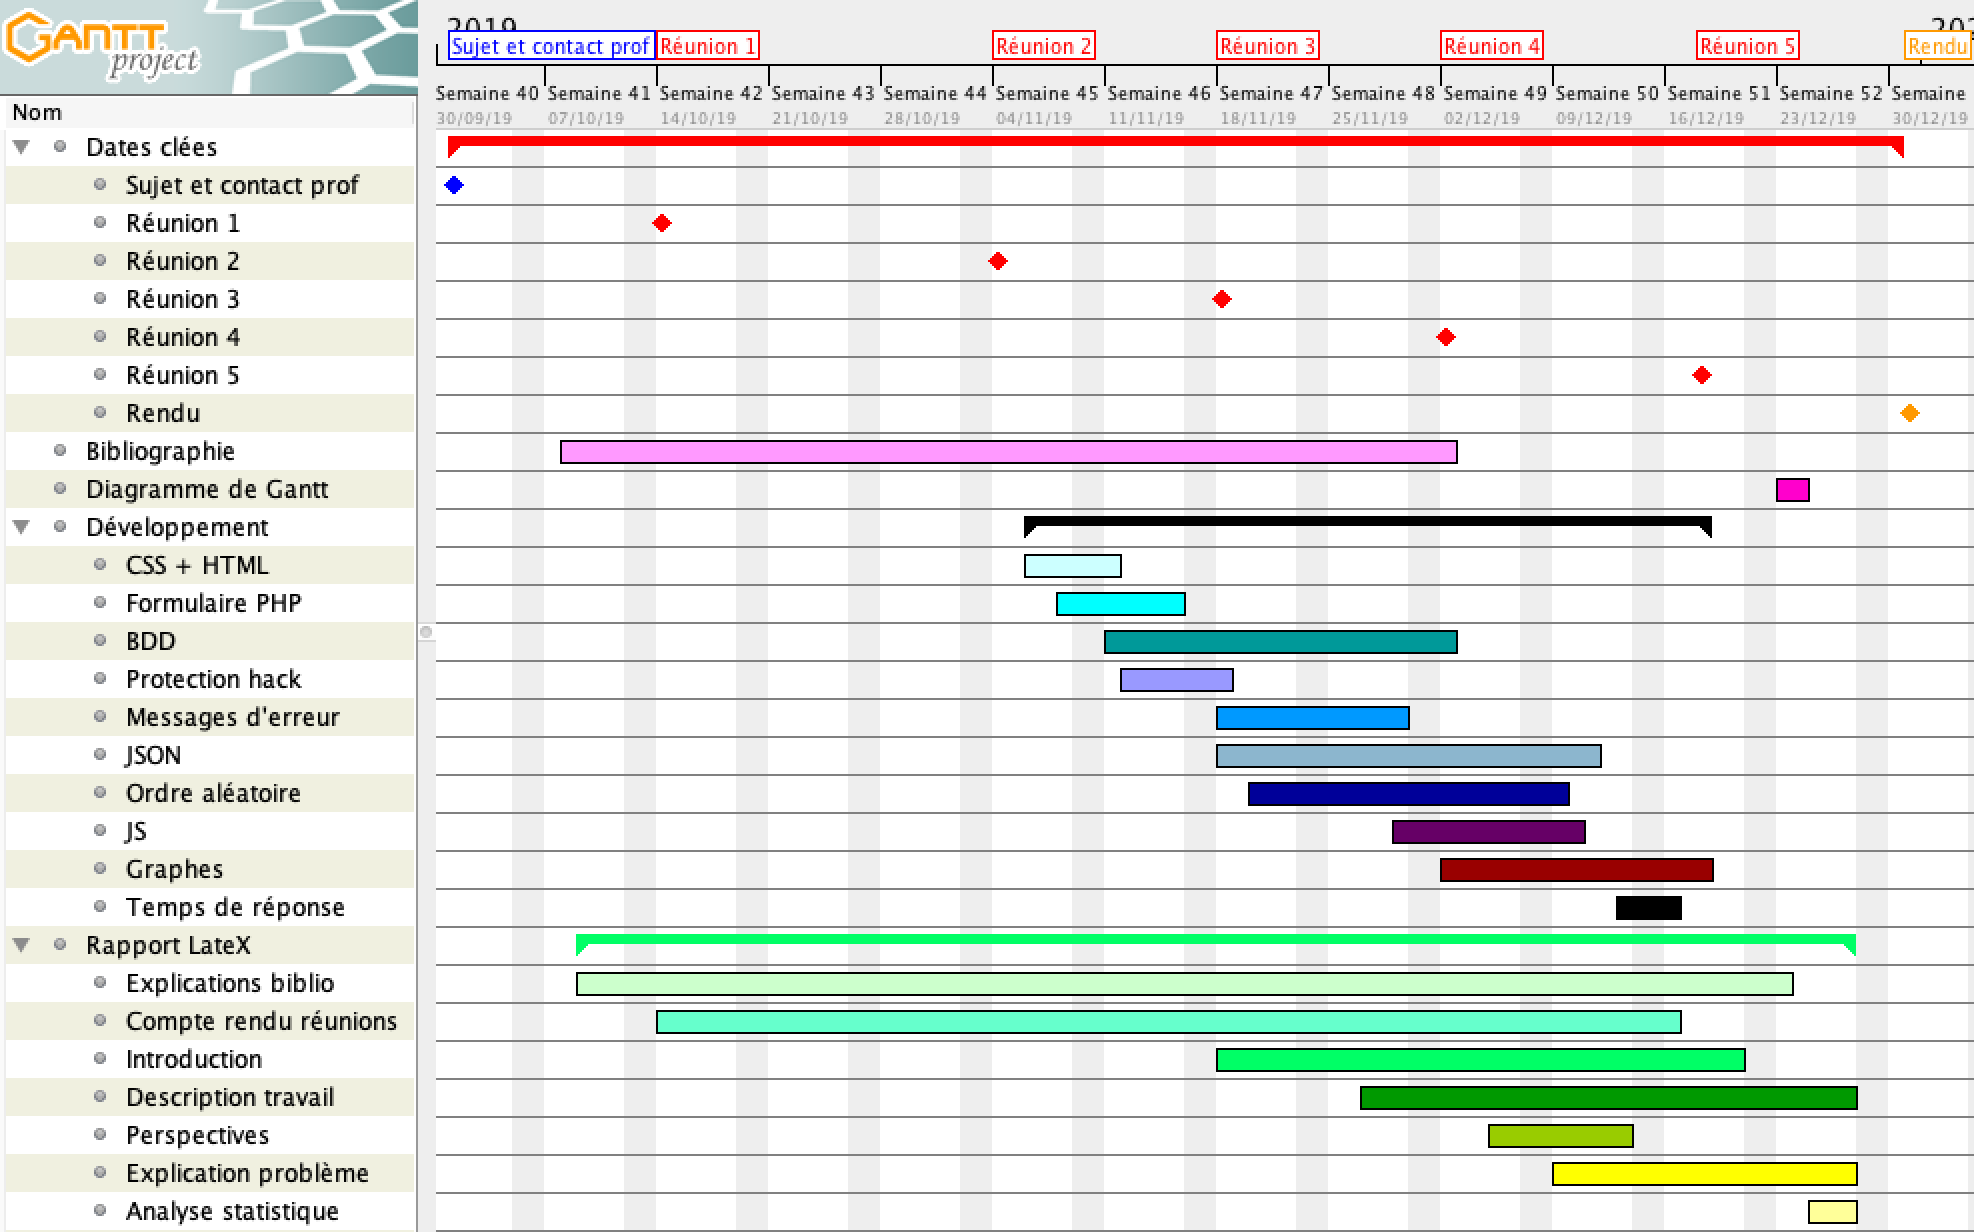 GANTT
project
2019
Sujet et contact prof
Réunion 1
Réunion 2
Réunion 3
Réunion 4
Réunion 5
Rendu
Semaine 40 Semaine 41 Semaine 42 Semaine 43 Semaine 44 Semaine 45 Semaine 46 Semaine 47 Semaine 48 Semaine 49 Semaine 50 Semaine 51 Semaine 52 Semaine
30/09/19 07/10/19 14/10/19 21/10/19 28/10/19 04/11/19 11/11/19 18/11/19 25/11/19 02/12/19 09/12/19 16/12/19 23/12/19 30/12/19
Nom
Dates clées
Sujet et contact prof
Réunion 1
Réunion 2
Réunion 3
Réunion 4
Réunion 5
Rendu
Bibliographie
Diagramme de Gantt
Développement
CSS + HTML
Formulaire PHP
BDD
Protection hack
Messages d'erreur
JSON
Ordre aléatoire
JS
Graphes
Temps de réponse
Rapport LateX
Explications biblio
Compte rendu réunions
Introduction
Description travail
Perspectives
Explication problème
Analyse statistique